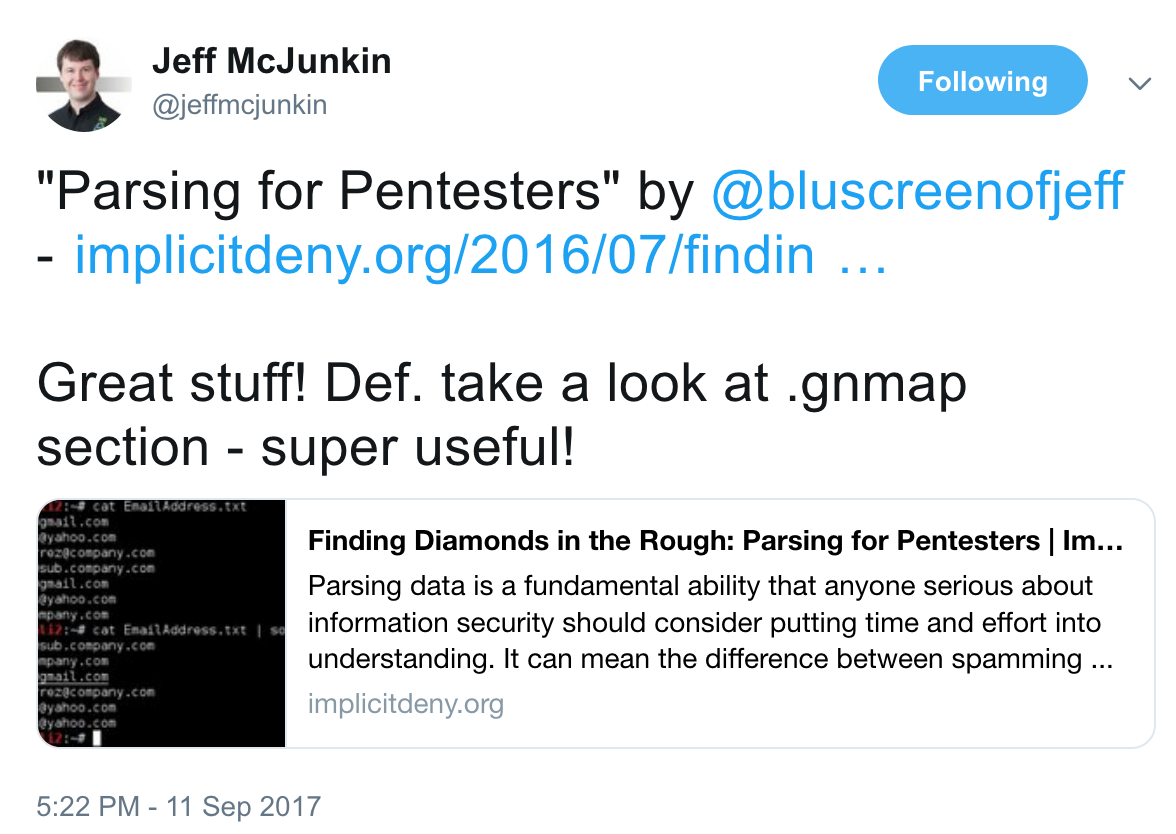 Jeff McJunkin
@jeffmcjunkin
Following
"Parsing for Pentesters" by @bluscreenofjeff
- implicitdeny.org/2016/07/findin …
Great stuff! Def. take a look at .gnmap
section - super useful!
li2:~# cat EmailAddress.txt
gmail.com
@yahoo.com
rez@company.com
sub.company.com
gmail.com
@yahoo.com
mpany.com
li2:~# cat EmailAddress.txt | so
sub.company.com
mpany.com
gmail.com
rez@company.com
@yahoo.com
@yahoo.com
li2:~#
Finding Diamonds in the Rough: Parsing for Pentesters | Im...
Parsing data is a fundamental ability that anyone serious about
information security should consider putting time and effort into
understanding. It can mean the difference between spamming ...
implicitdeny.org
5:22 PM - 11 Sep 2017